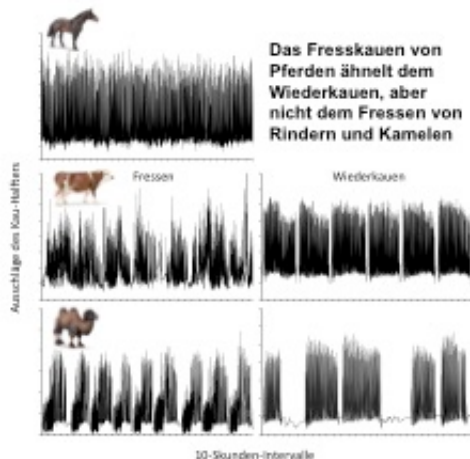 Das Fresskauen von
Pferden ähnelt dem
Wiederkauen, aber
nicht dem Fressen von
Rindern und Kamelen
Fressen
Wiederkauen
Ausschläge des Kau-Halfters
10-Skunden-Intervalle